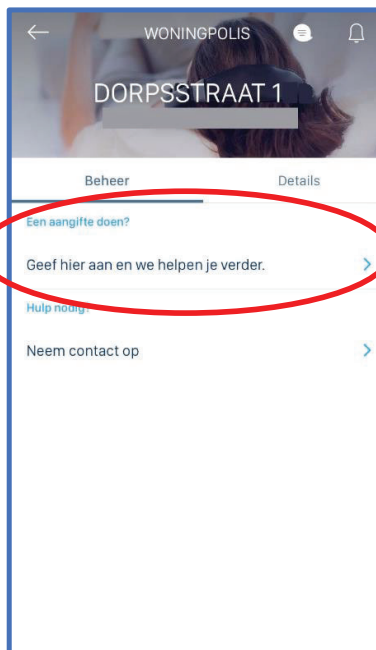 WONINGPOLIS
DORPSSTRAAT 1
Beheer
Details
Een aangifte doen?
Geef hier aan en we helpen je verder.
Hulp nodig?
Neem contact op